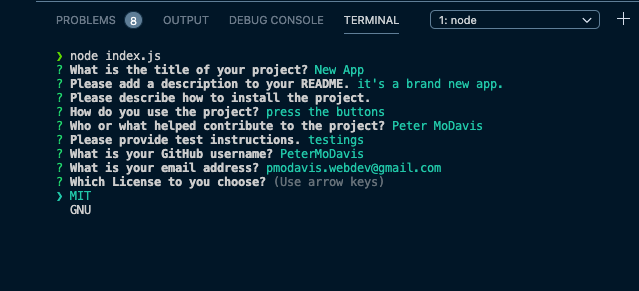 PROBLEMS 8 OUTPUT DEBUG CONSOLE TERMINAL 1: node
❯ node index.js
? What is the title of your project? New App
? Please add a description to your README. it's a brand new app.
? Please describe how to install the project.
? How do you use the project? press the buttons
? Who or what helped contribute to the project? Peter MoDavis
? Please provide test instructions. testings
? What is your GitHub username? PeterMoDavis
? What is your email address? pmodavis.webdev@gmail.com
? Which License to you choose? (Use arrow keys)
❯ MIT
GNU